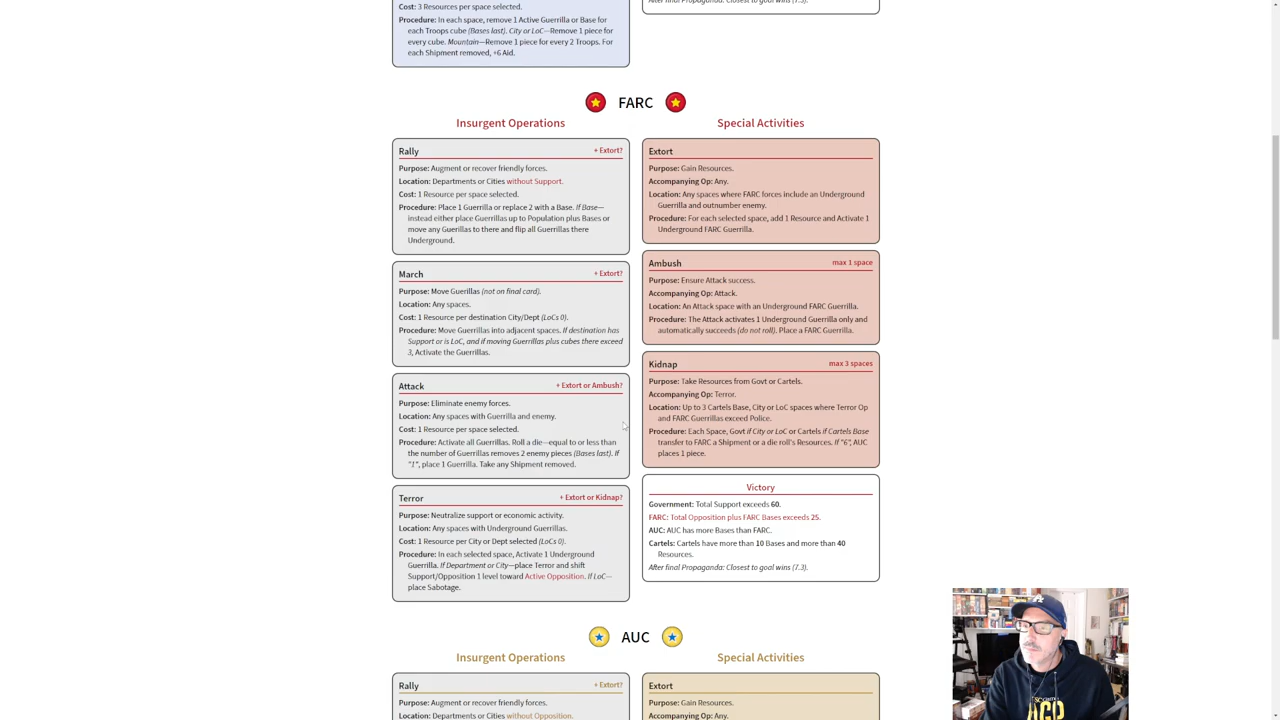 Cost: 3 Resources per space selected.
Procedure: In each space, remove 1 Active Guerrilla or Base for
each Troops cube (Bases last). City or LoC—Remove 1 piece for
every cube. Mountain—Remove 1 piece for every 2 Troops. For
each Shipment removed, +6 Aid.
After final Propaganda: Closest to goal wins (7.3).
FARC
Insurgent Operations
Rally + Extort?
Purpose: Augment or recover friendly forces.
Location: Departments or Cities without Support.
Cost: 1 Resource per space selected.
Procedure: Place 1 Guerrilla or replace 2 with a Base. If Base—
instead either place Guerrillas up to Population plus Bases or
move any Guerillas to there and flip all Guerrillas there
Underground.
March + Extort?
Purpose: Move Guerillas (not on final card).
Location: Any spaces.
Cost: 1 Resource per destination City/Dept (LoCs 0).
Procedure: Move Guerrillas into adjacent spaces. If destination has
Support or is LoC, and if moving Guerrillas plus cubes there exceed
3, Activate the Guerrillas.
Attack + Extort or Ambush?
Purpose: Eliminate enemy forces.
Location: Any spaces with Guerrilla and enemy.
Cost: 1 Resource per space selected.
Procedure: Activate all Guerrillas. Roll a die—equal to or less than
the number of Guerrillas removes 2 enemy pieces (Bases last). If
"1", place 1 Guerrilla. Take any Shipment removed.
Terror + Extort or Kidnap?
Purpose: Neutralize support or economic activity.
Location: Any spaces with Underground Guerrillas.
Cost: 1 Resource per City or Dept selected (LoCs 0).
Procedure: In each selected space, Activate 1 Underground
Guerrilla. If Department or City—place Terror and shift
Support/Opposition 1 level toward Active Opposition. If LoC—
place Sabotage.
Special Activities
Extort
Purpose: Gain Resources.
Accompanying Op: Any.
Location: Any spaces where FARC forces include an Underground
Guerrilla and outnumber enemy.
Procedure: For each selected space, add 1 Resource and Activate 1
Underground FARC Guerrilla.
Ambush max 1 space
Purpose: Ensure Attack success.
Accompanying Op: Attack.
Location: An Attack space with an Underground FARC Guerrilla.
Procedure: The Attack activates 1 Underground Guerrilla only and
automatically succeeds (do not roll). Place a FARC Guerrilla.
Kidnap max 3 spaces
Purpose: Take Resources from Govt or Cartels.
Accompanying Op: Terror.
Location: Up to 3 Cartels Base, City or LoC spaces where Terror Op
and FARC Guerrillas exceed Police.
Procedure: Each Space, Govt if City or LoC or Cartels if Cartels Base
transfer to FARC a Shipment or a die roll's Resources. If "6", AUC
places 1 piece.
Victory
Government: Total Support exceeds 60.
FARC: Total Opposition plus FARC Bases exceeds 25.
AUC: AUC has more Bases than FARC.
Cartels: Cartels have more than 10 Bases and more than 40
Resources.
After final Propaganda: Closest to goal wins (7.3).
AUC
Insurgent Operations
Rally + Extort?
Purpose: Augment or recover friendly forces.
Location: Departments or Cities without Opposition.
Special Activities
Extort
Purpose: Gain Resources.
Accompanying Op: Any.